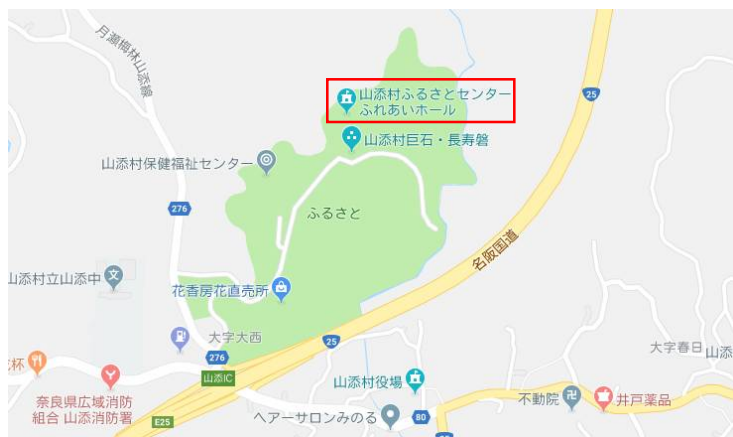 月瀬梅林山添線
山添村ふるさとセンター
ふれあいホール
25
山添村巨石・長寿磐
山添村保健福祉センター
276
ふるさと
名阪国道
山添村立山添中
花香房花直売所
大字大西
25
大字春日
山添
276
山添IC
杯
山添村役場
奈良県広域消防
組合 山添消防署
E25
ヘアーサロンみのる
80
不動院
井戸薬品